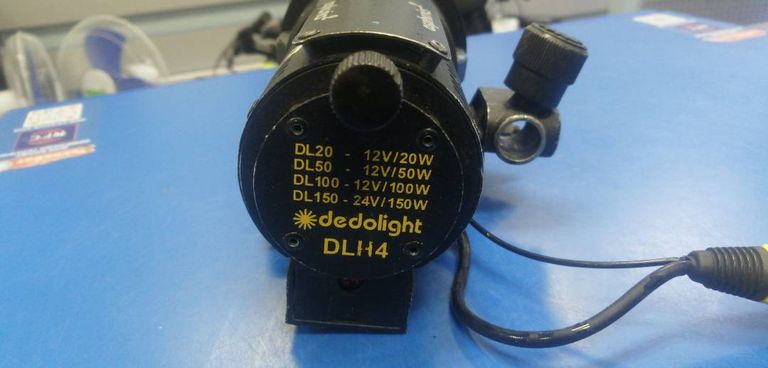 DL20 - 12V/20W
DL50 - 12V/50W
DL100 - 12V/100W
DL150 - 24V/150W
dedolight
DLH4